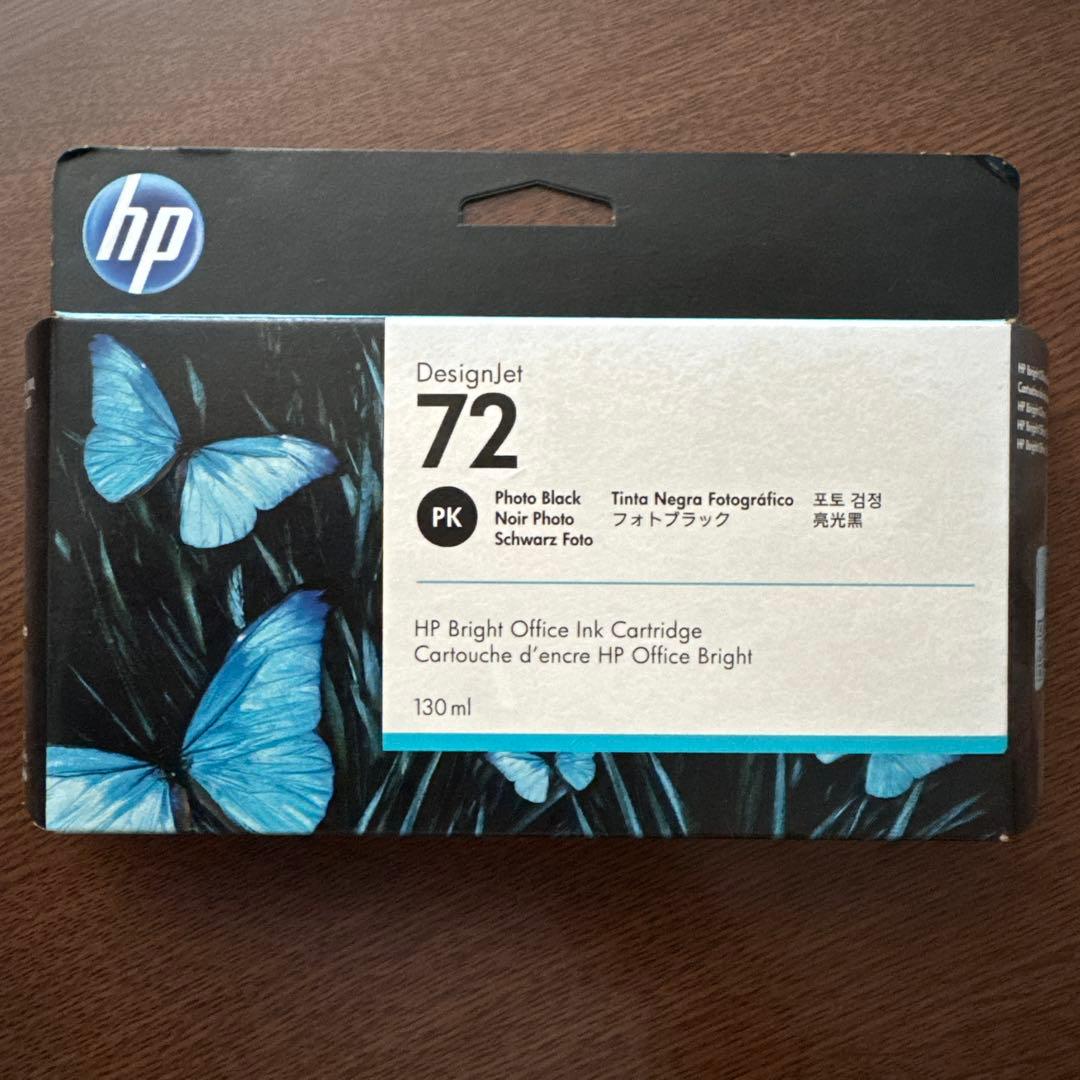 hp
DesignJet
72
PK
Photo Black
Noir Photo
Schwarz Foto
Tinta Negra Fotográfico
フォトブラック
포토 검정
亮光黑
HP Bright Office Ink Cartridge
Cartouche d'encre HP Office Bright
130 ml